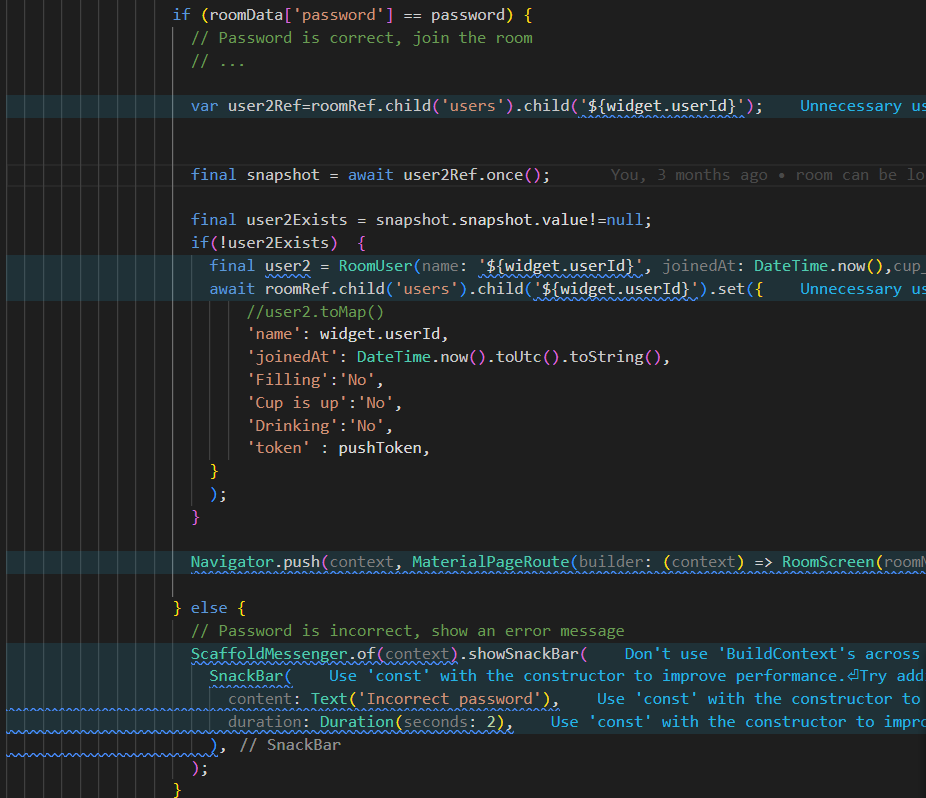 if (roomData['password'] == password) {
// Password is correct, join the room
// ...
var user2Ref=roomRef.child('users').child('${widget.userId}');    Unnecessary us
final snapshot = await user2Ref.once();    You, 3 months ago • room can be lo
final user2Exists = snapshot.snapshot.value!=null;
if(!user2Exists)  {
final user2 = RoomUser(name: '${widget.userId}', joinedAt: DateTime.now(),cup_
await roomRef.child('users').child('${widget.userId}').set({    Unnecessary us
//user2.toMap()
'name': widget.userId,
'joinedAt': DateTime.now().toUtc().toString(),
'Filling':'No',
'Cup is up':'No',
'Drinking':'No',
'token' : pushToken,
}
);
}
Navigator.push(context, MaterialPageRoute(builder: (context) => RoomScreen(room
} else {
// Password is incorrect, show an error message
ScaffoldMessenger.of(context).showSnackBar(    Don't use 'BuildContext's across
SnackBar(    Use 'const' with the constructor to improve performance.⏎Try add
content: Text('Incorrect password'),    Use 'const' with the constructor to
duration: Duration(seconds: 2),    Use 'const' with the constructor to impro
), // SnackBar
);
}